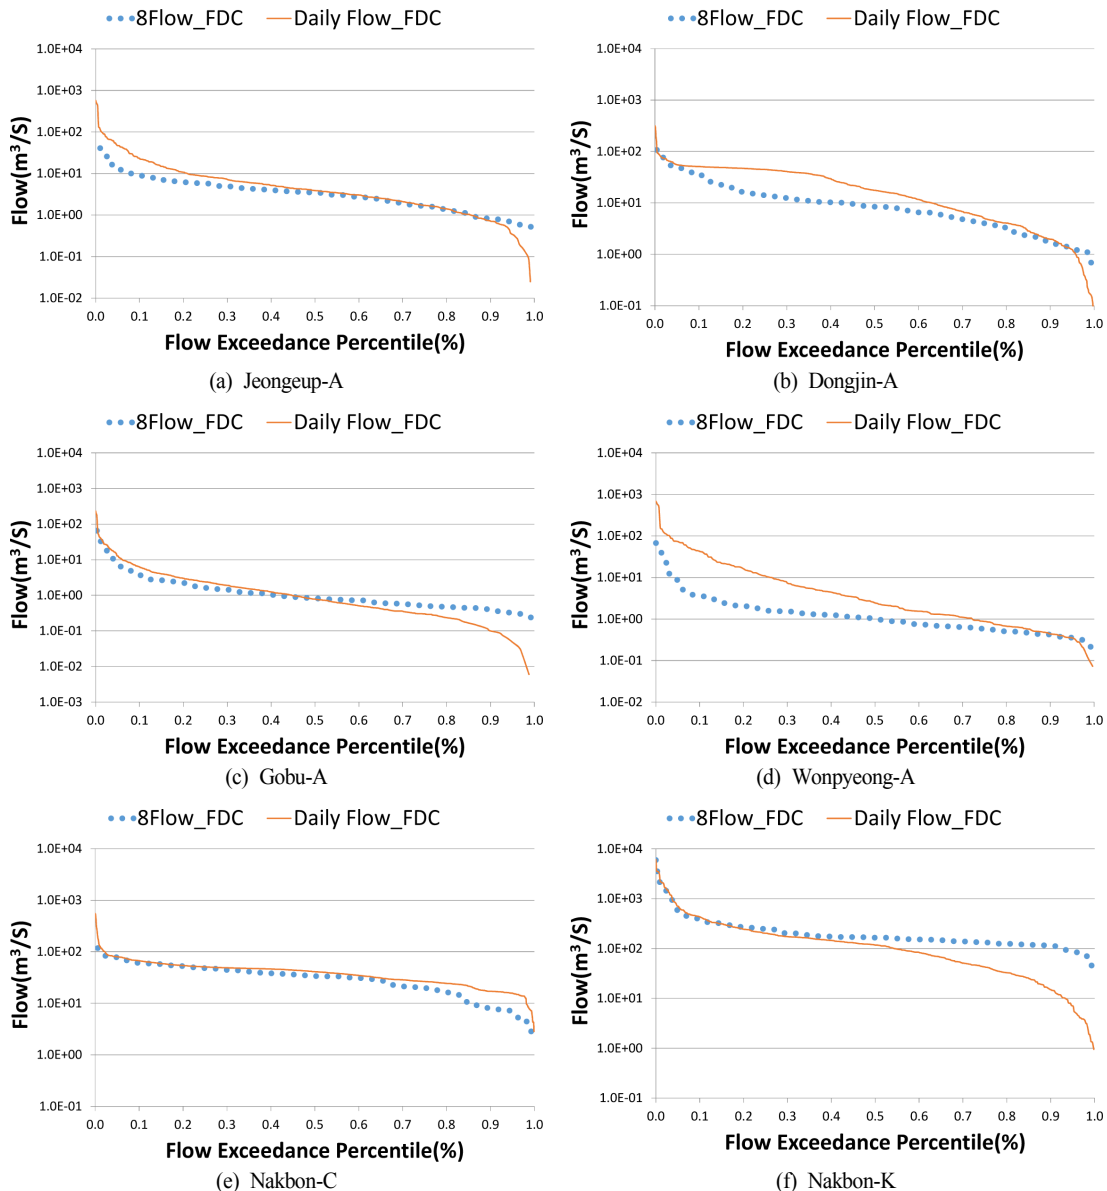 8Flow_FDC Daily Flow_FDC
1.0E+04
1.0E+03
1.0E+02
1.0E+01
1.0E+00
1.0E-01
1.0E-02
Flow(m³/S)
0.0 0.1 0.2 0.3 0.4 0.5 0.6 0.7 0.8 0.9 1.0
Flow Exceedance Percentile(%)
(a) Jeongeup-A
8Flow_FDC Daily Flow_FDC
1.0E+04
1.0E+03
1.0E+02
1.0E+01
1.0E+00
1.0E-01
Flow(m³/S)
0.0 0.1 0.2 0.3 0.4 0.5 0.6 0.7 0.8 0.9 1.0
Flow Exceedance Percentile(%)
(b) Dongjin-A
8Flow_FDC Daily Flow_FDC
1.0E+04
1.0E+03
1.0E+02
1.0E+01
1.0E+00
1.0E-01
1.0E-02
1.0E-03
Flow(m³/S)
0.0 0.1 0.2 0.3 0.4 0.5 0.6 0.7 0.8 0.9 1.0
Flow Exceedance Percentile(%)
(c) Gobu-A
8Flow_FDC Daily Flow_FDC
1.0E+04
1.0E+03
1.0E+02
1.0E+01
1.0E+00
1.0E-01
1.0E-02
Flow(m³/S)
0.0 0.1 0.2 0.3 0.4 0.5 0.6 0.7 0.8 0.9 1.0
Flow Exceedance Percentile(%)
(d) Wonpyeong-A
8Flow_FDC Daily Flow_FDC
1.0E+04
1.0E+03
1.0E+02
1.0E+01
1.0E+00
1.0E-01
Flow(m³/S)
0.0 0.1 0.2 0.3 0.4 0.5 0.6 0.7 0.8 0.9 1.0
Flow Exceedance Percentile(%)
(e) Nakbon-C
8Flow_FDC Daily Flow_FDC
1.0E+04
1.0E+03
1.0E+02
1.0E+01
1.0E+00
1.0E-01
Flow(m³/S)
0.0 0.1 0.2 0.3 0.4 0.5 0.6 0.7 0.8 0.9 1.0
Flow Exceedance Percentile(%)
(f) Nakbon-K